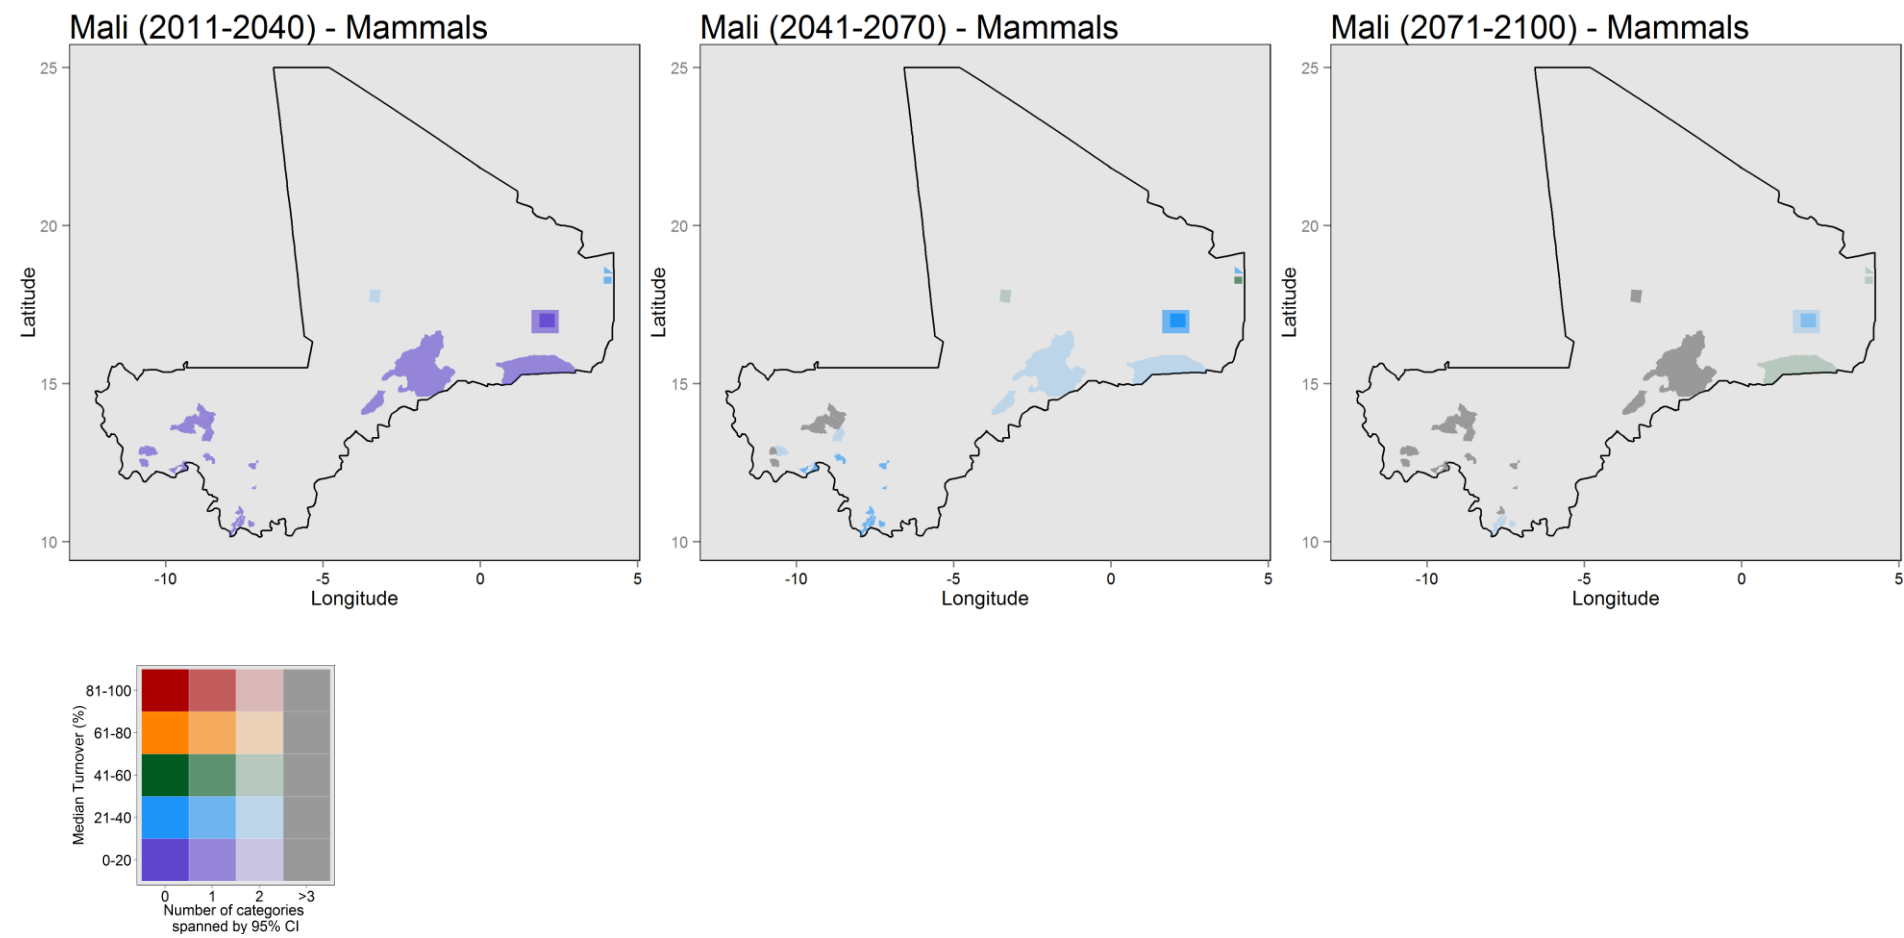 Mali (2011-2040) - Mammals
25
20
15
10
Latitude
-10 -5 0 5
Longitude
Mali (2041-2070) - Mammals
25
20
15
10
Latitude
-10 -5 0 5
Longitude
Mali (2071-2100) - Mammals
25
20
15
10
Latitude
-10 -5 0 5
Longitude
Median Turnover (%)
81-100
61-80
41-60
21-40
0-20
0 1 2 >3
Number of categories
spanned by 95% CI